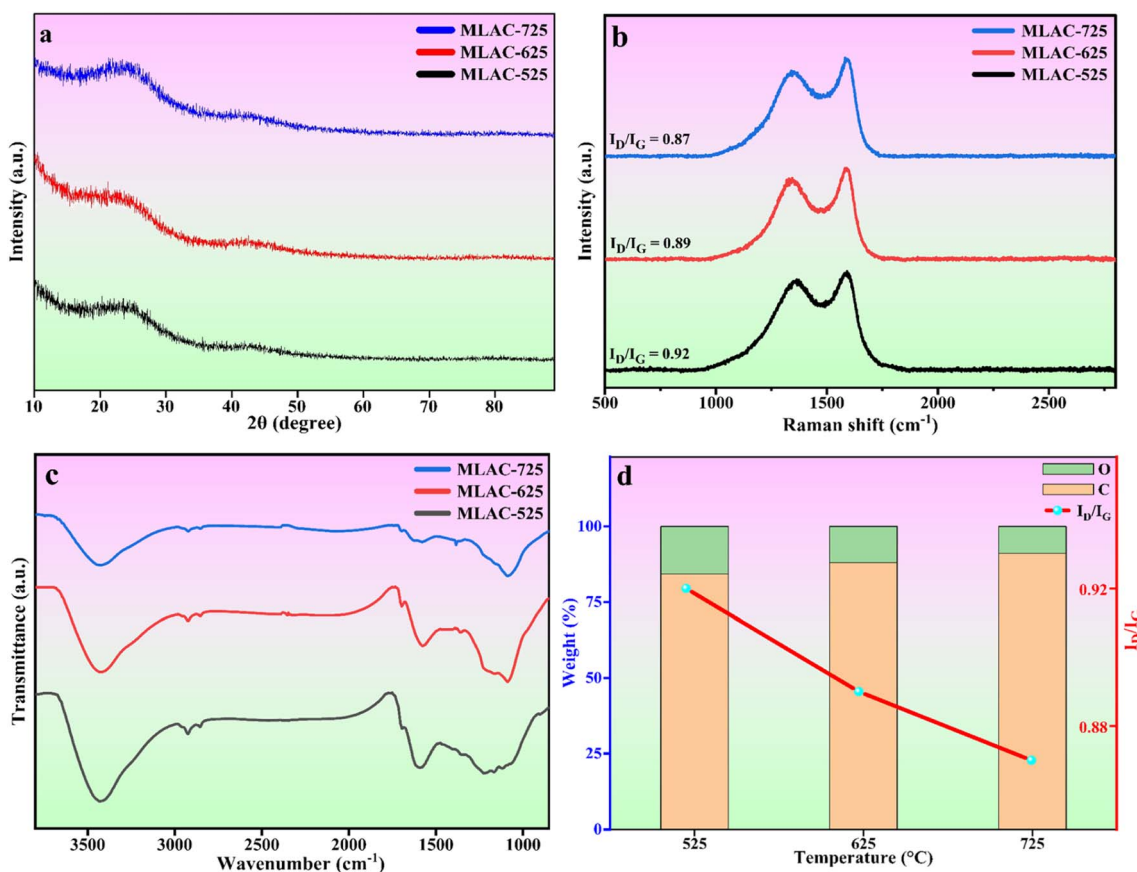 a
MLAC-725
MLAC-625
MLAC-525
Intensity (a.u.)
10 20 30 40 50 60 70 80
2θ (degree)
b
MLAC-725
MLAC-625
MLAC-525
I_D/I_G = 0.87
I_D/I_G = 0.89
I_D/I_G = 0.92
Intensity (a.u.)
500 1000 1500 2000 2500
Raman shift (cm⁻¹)
c
MLAC-725
MLAC-625
MLAC-525
Transmittance (a.u.)
3500 3000 2500 2000 1500 1000
Wavenumber (cm⁻¹)
d
O
C
I_D/I_G
100
75
50
25
0
Weight (%)
0.92
0.88
I_D/I_G
525 625 725
Temperature (°C)